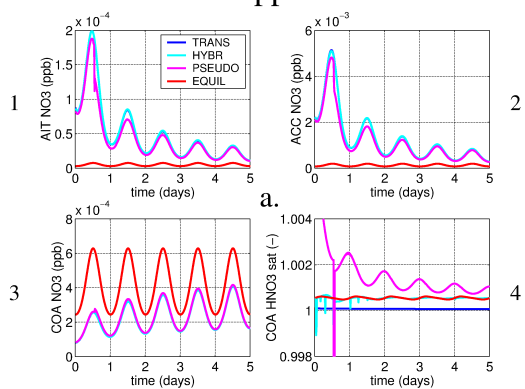 x 10⁻⁴
2
1.5
1
0.5
0
AIT NO3 (ppb)
TRANS
HYBR
PSEUDO
EQUIL
0 1 2 3 4 5
time (days)
1
x 10⁻³
6
4
2
0
ACC NO3 (ppb)
0 1 2 3 4 5
time (days)
2
a.
x 10⁻⁴
8
6
4
2
0
COA NO3 (ppb)
0 1 2 3 4 5
time (days)
3
1.004
1.002
1
0.998
COA HNO3 sat (−)
0 1 2 3 4 5
time (days)
4